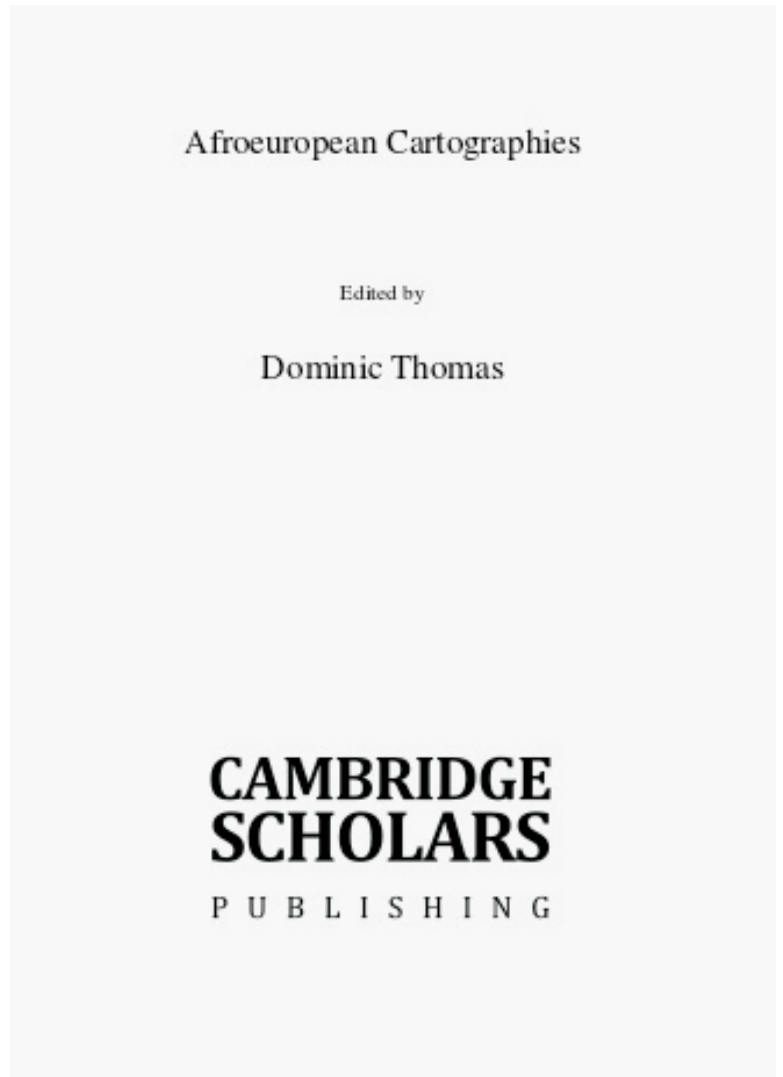 Afroeuropean Cartographies
Edited by
Dominic Thomas
CAMBRIDGE
SCHOLARS
PUBLISHING